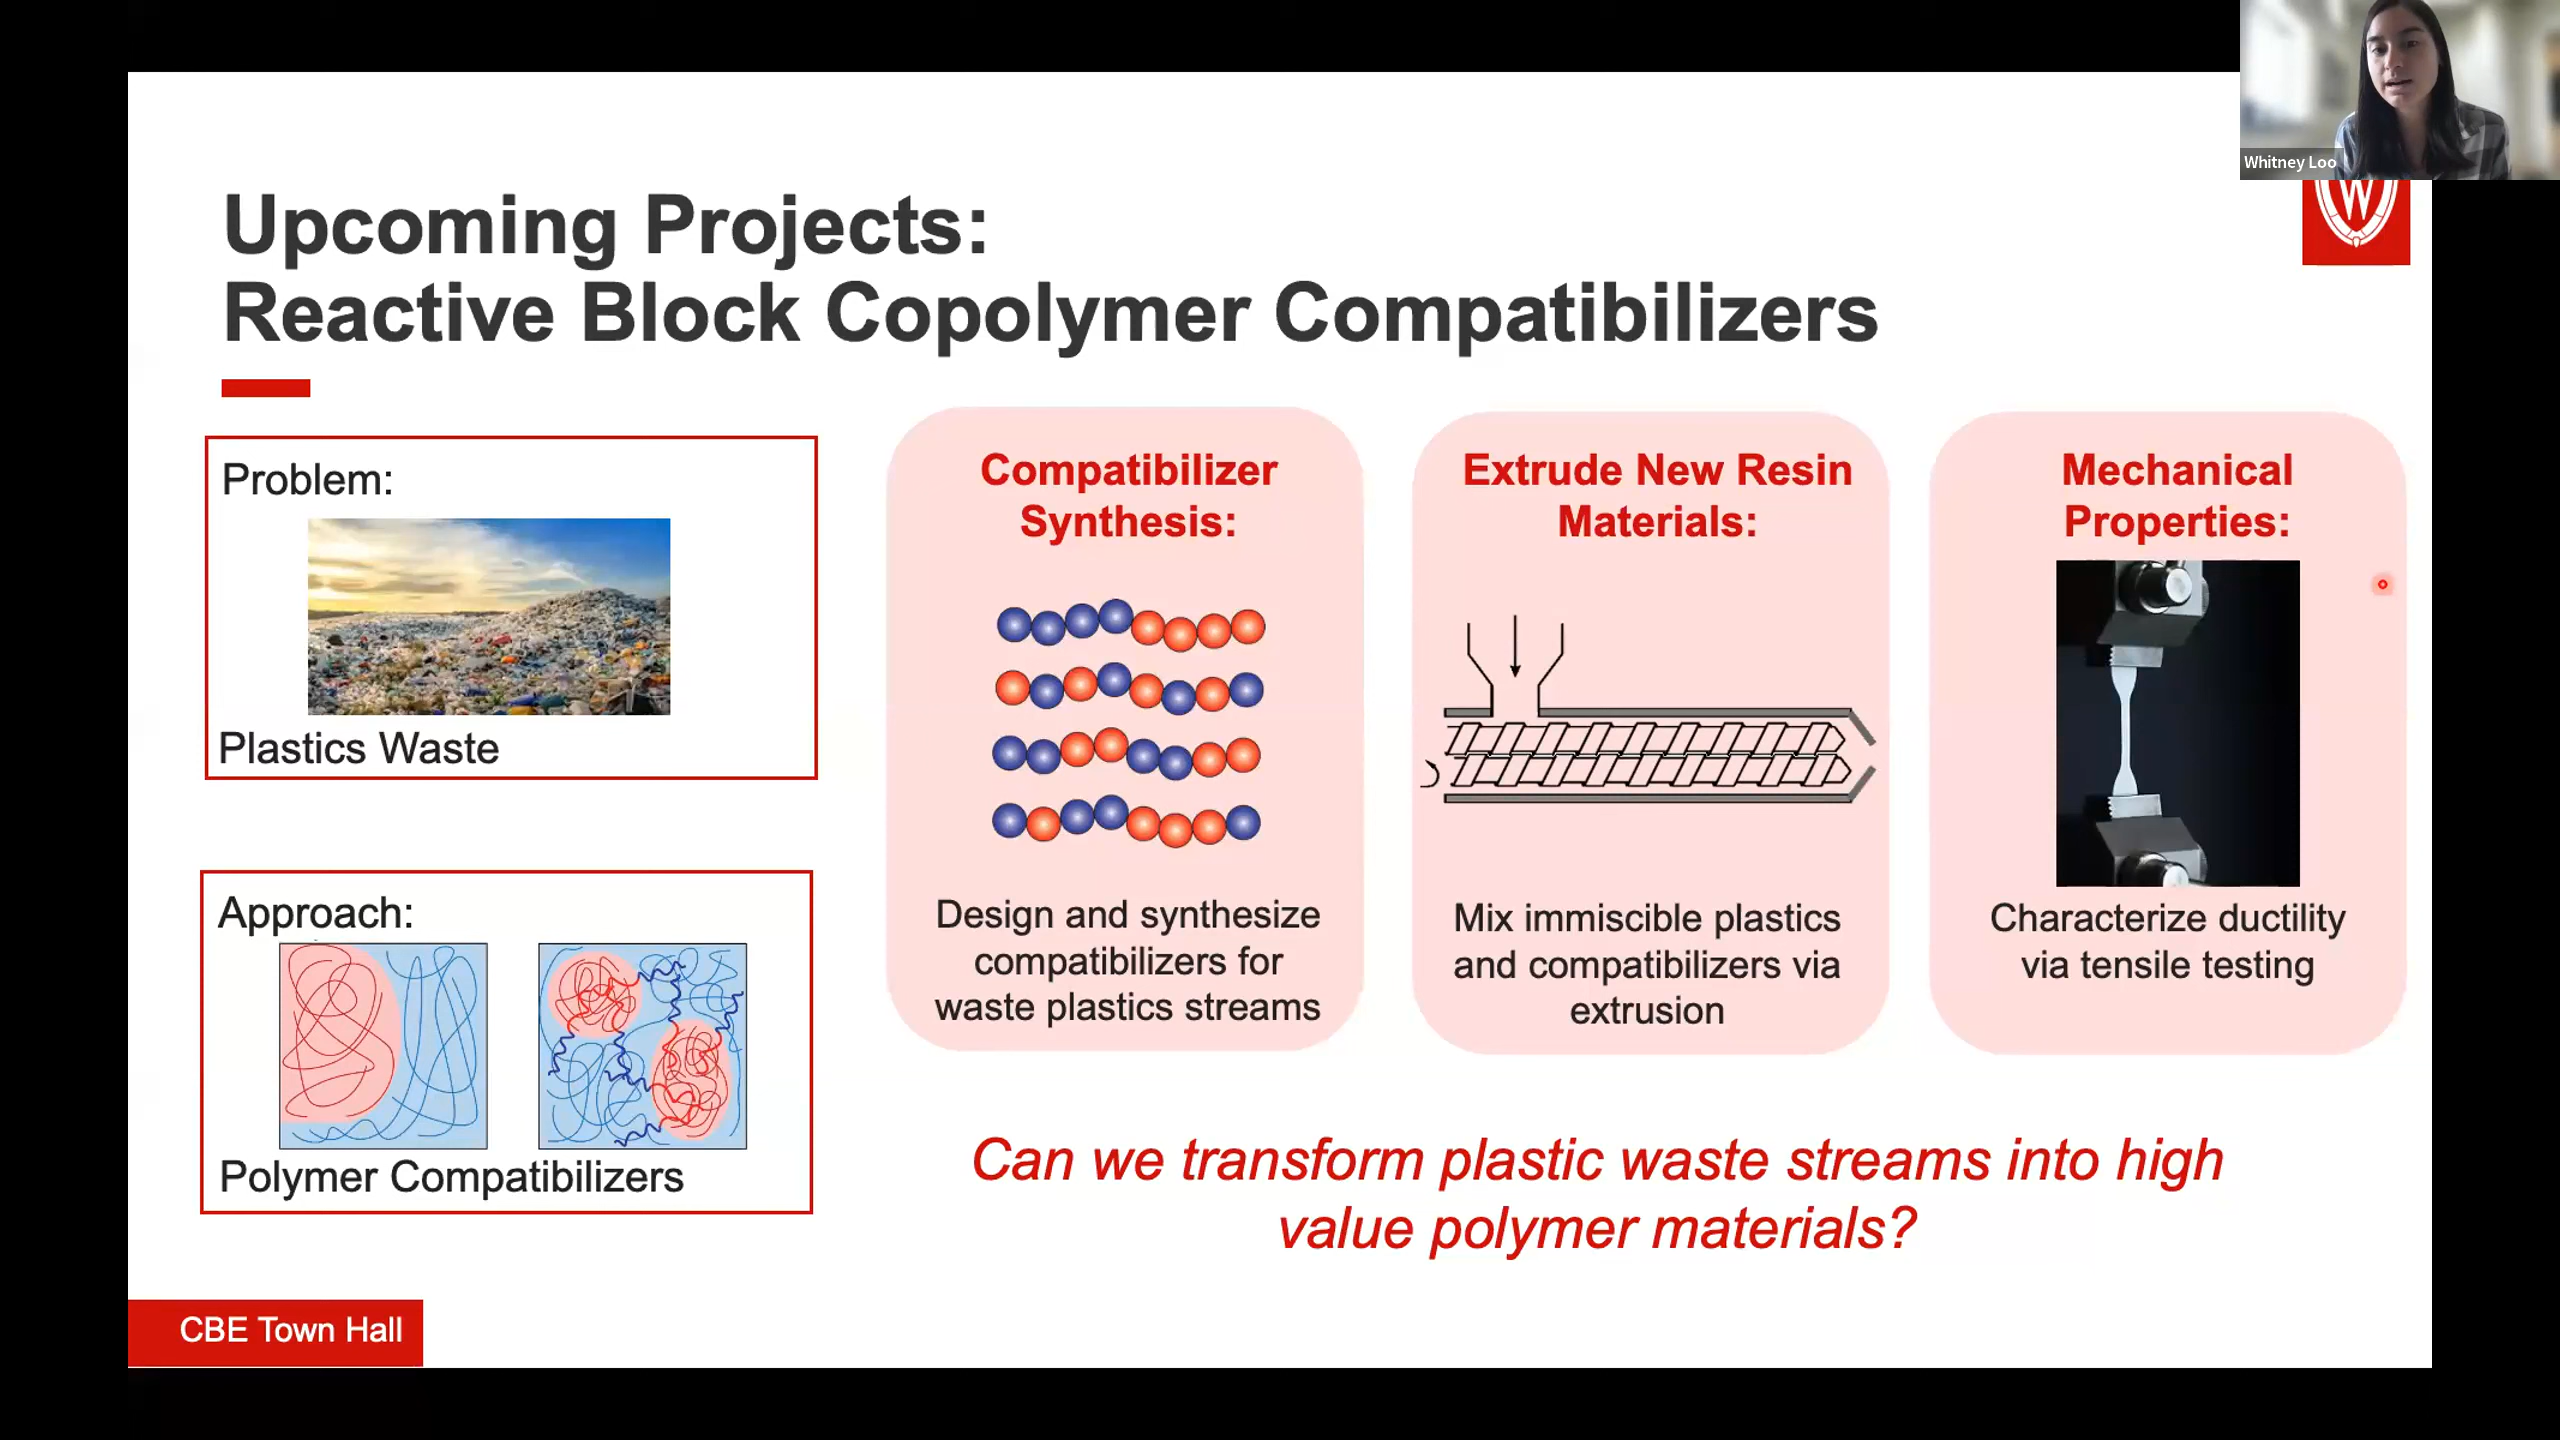 Whitney Loo
W
Upcoming Projects:
Reactive Block Copolymer Compatibilizers
Problem:
Plastics Waste
Approach:
Polymer Compatibilizers
Compatibilizer
Synthesis:
Design and synthesize
compatibilizers for
waste plastics streams
Extrude New Resin
Materials:
Mix immiscible plastics
and compatibilizers via
extrusion
Mechanical
Properties:
Characterize ductility
via tensile testing
Can we transform plastic waste streams into high
value polymer materials?
CBE Town Hall